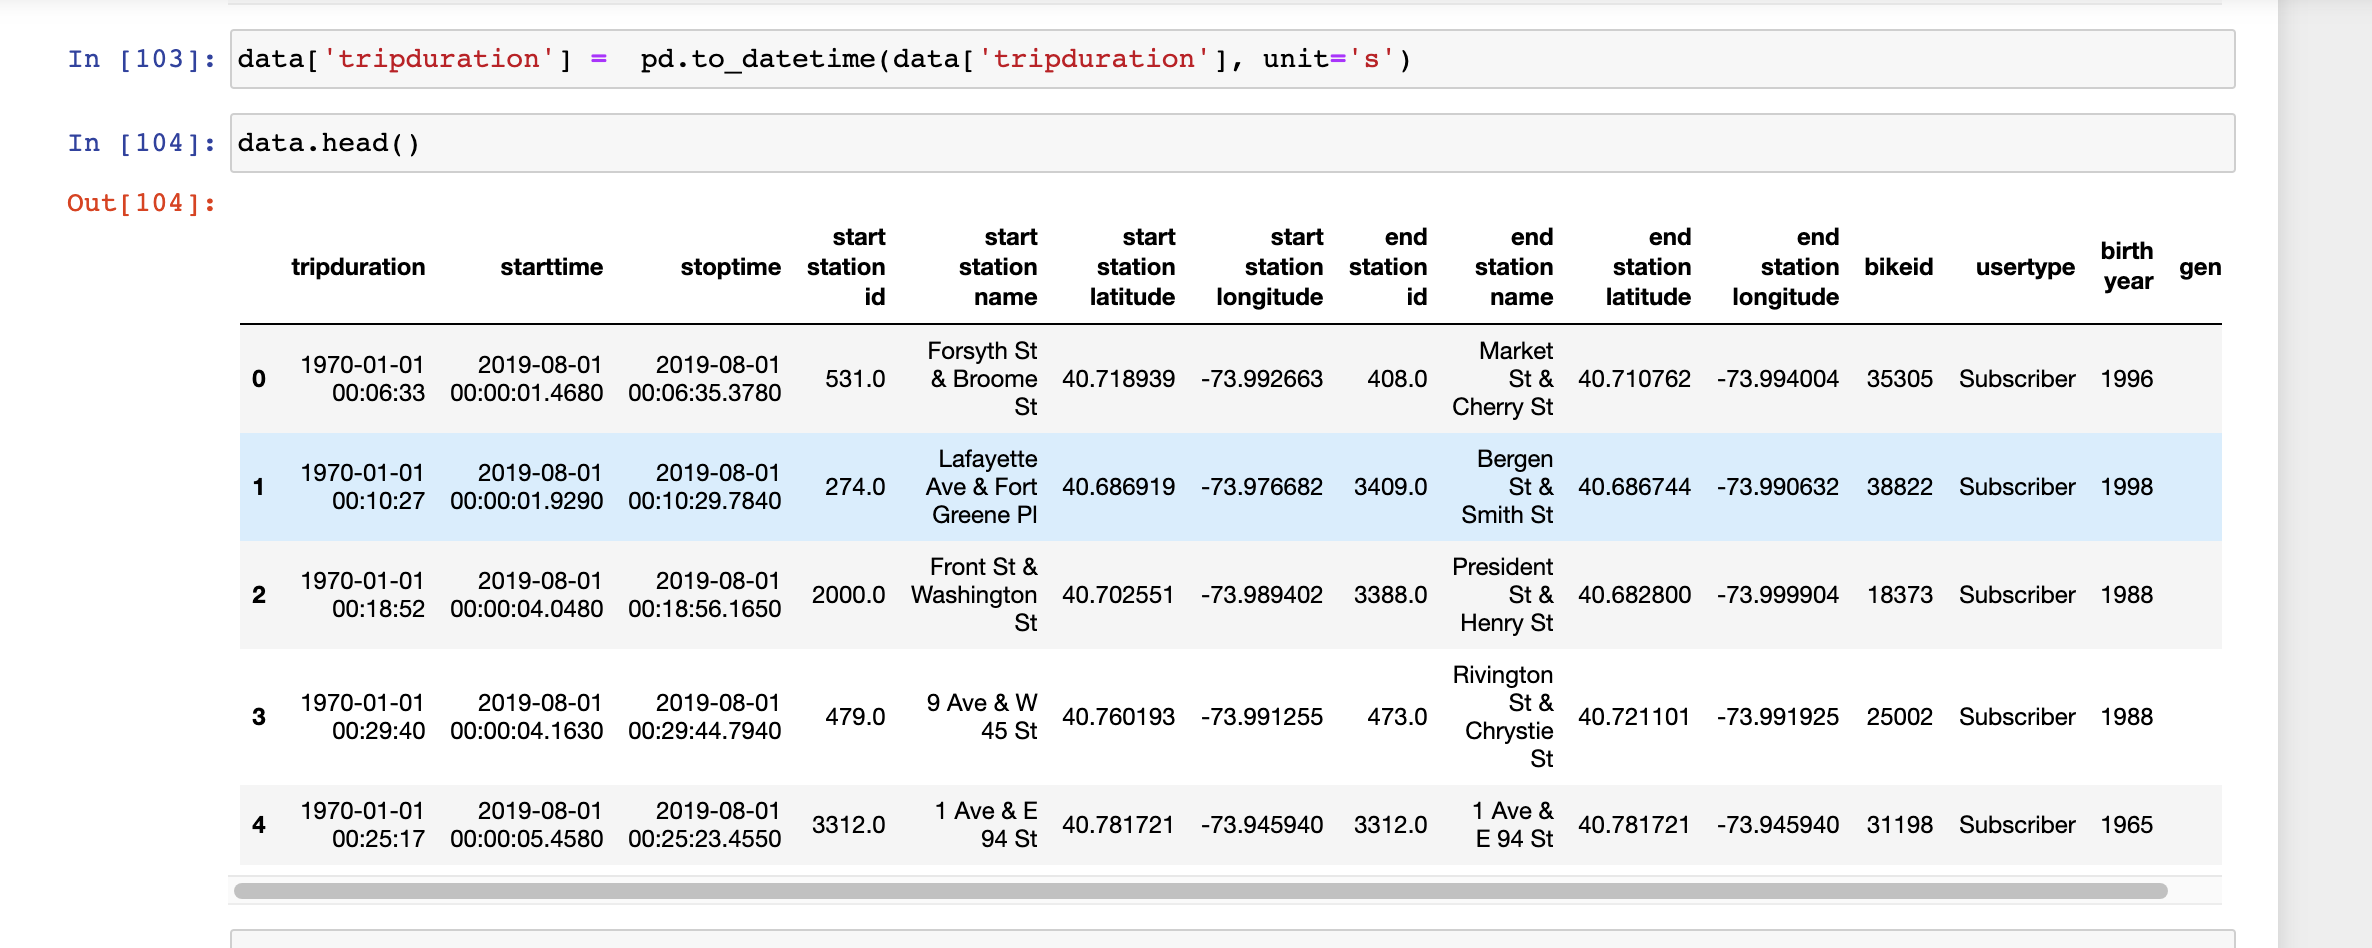 In [103]: data['tripduration'] =  pd.to_datetime(data['tripduration'], unit='s')
In [104]: data.head()
Out[104]:
tripduration starttime stoptime start station id start station name start station latitude start station longitude end station id end station name end station latitude end station longitude bikeid usertype birth year gen
0 1970-01-01 00:06:33 2019-08-01 00:00:01.4680 2019-08-01 00:06:35.3780 531.0 Forsyth St & Broome St 40.718939 -73.992663 408.0 Market St & Cherry St 40.710762 -73.994004 35305 Subscriber 1996
1 1970-01-01 00:10:27 2019-08-01 00:00:01.9290 2019-08-01 00:10:29.7840 274.0 Lafayette Ave & Fort Greene Pl 40.686919 -73.976682 3409.0 Bergen St & Smith St 40.686744 -73.990632 38822 Subscriber 1998
2 1970-01-01 00:18:52 2019-08-01 00:00:04.0480 2019-08-01 00:18:56.1650 2000.0 Front St & Washington St 40.702551 -73.989402 3388.0 President St & Henry St 40.682800 -73.999904 18373 Subscriber 1988
3 1970-01-01 00:29:40 2019-08-01 00:00:04.1630 2019-08-01 00:29:44.7940 479.0 9 Ave & W 45 St 40.760193 -73.991255 473.0 Rivington St & Chrystie St 40.721101 -73.991925 25002 Subscriber 1988
4 1970-01-01 00:25:17 2019-08-01 00:00:05.4580 2019-08-01 00:25:23.4550 3312.0 1 Ave & E 94 St 40.781721 -73.945940 3312.0 1 Ave & E 94 St 40.781721 -73.945940 31198 Subscriber 1965